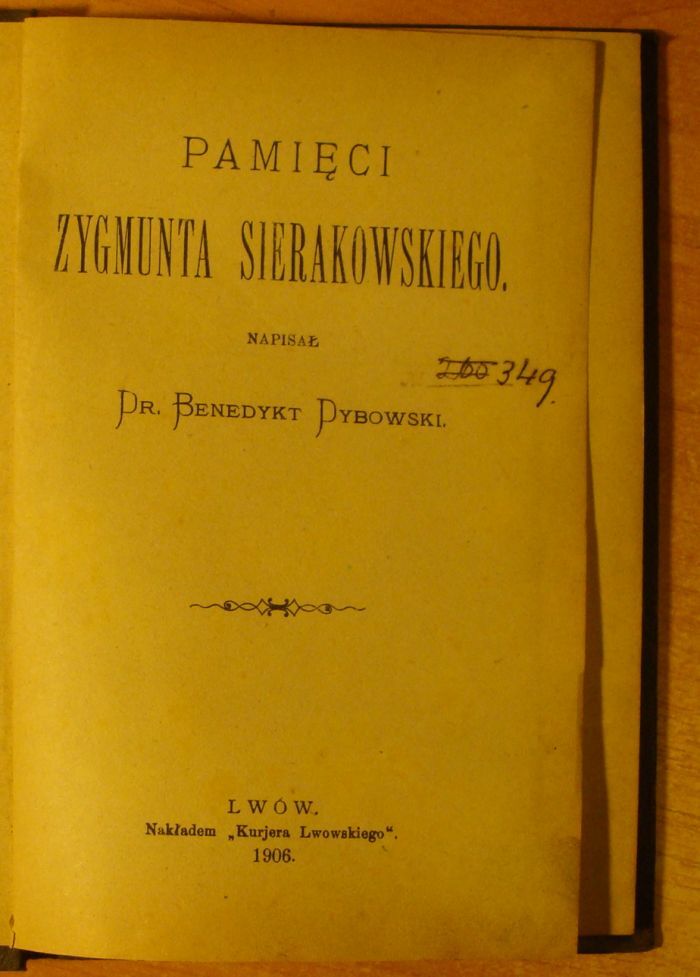 PAMIĘCI
ZYGMUNTA SIERAKOWSKIEGO.
NAPISAŁ
349
DR. BENEDYKT DYBOWSKI.
LWÓW.
Nakładem „Kurjera Lwowskiego“.
1906.